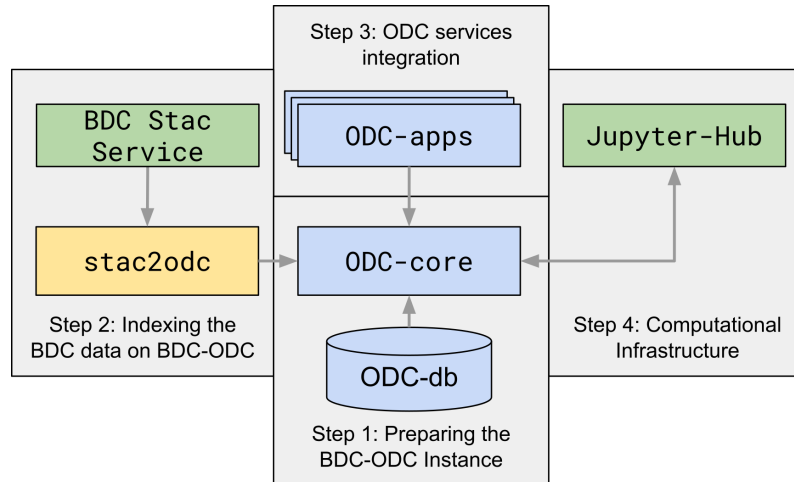 Step 3: ODC services
integration
BDC Stac
Service
ODC-apps
Jupyter-Hub
stac2odc
ODC-core
Step 2: Indexing the
BDC data on BDC-ODC
Step 4: Computational
Infrastructure
ODC-db
Step 1: Preparing the
BDC-ODC Instance